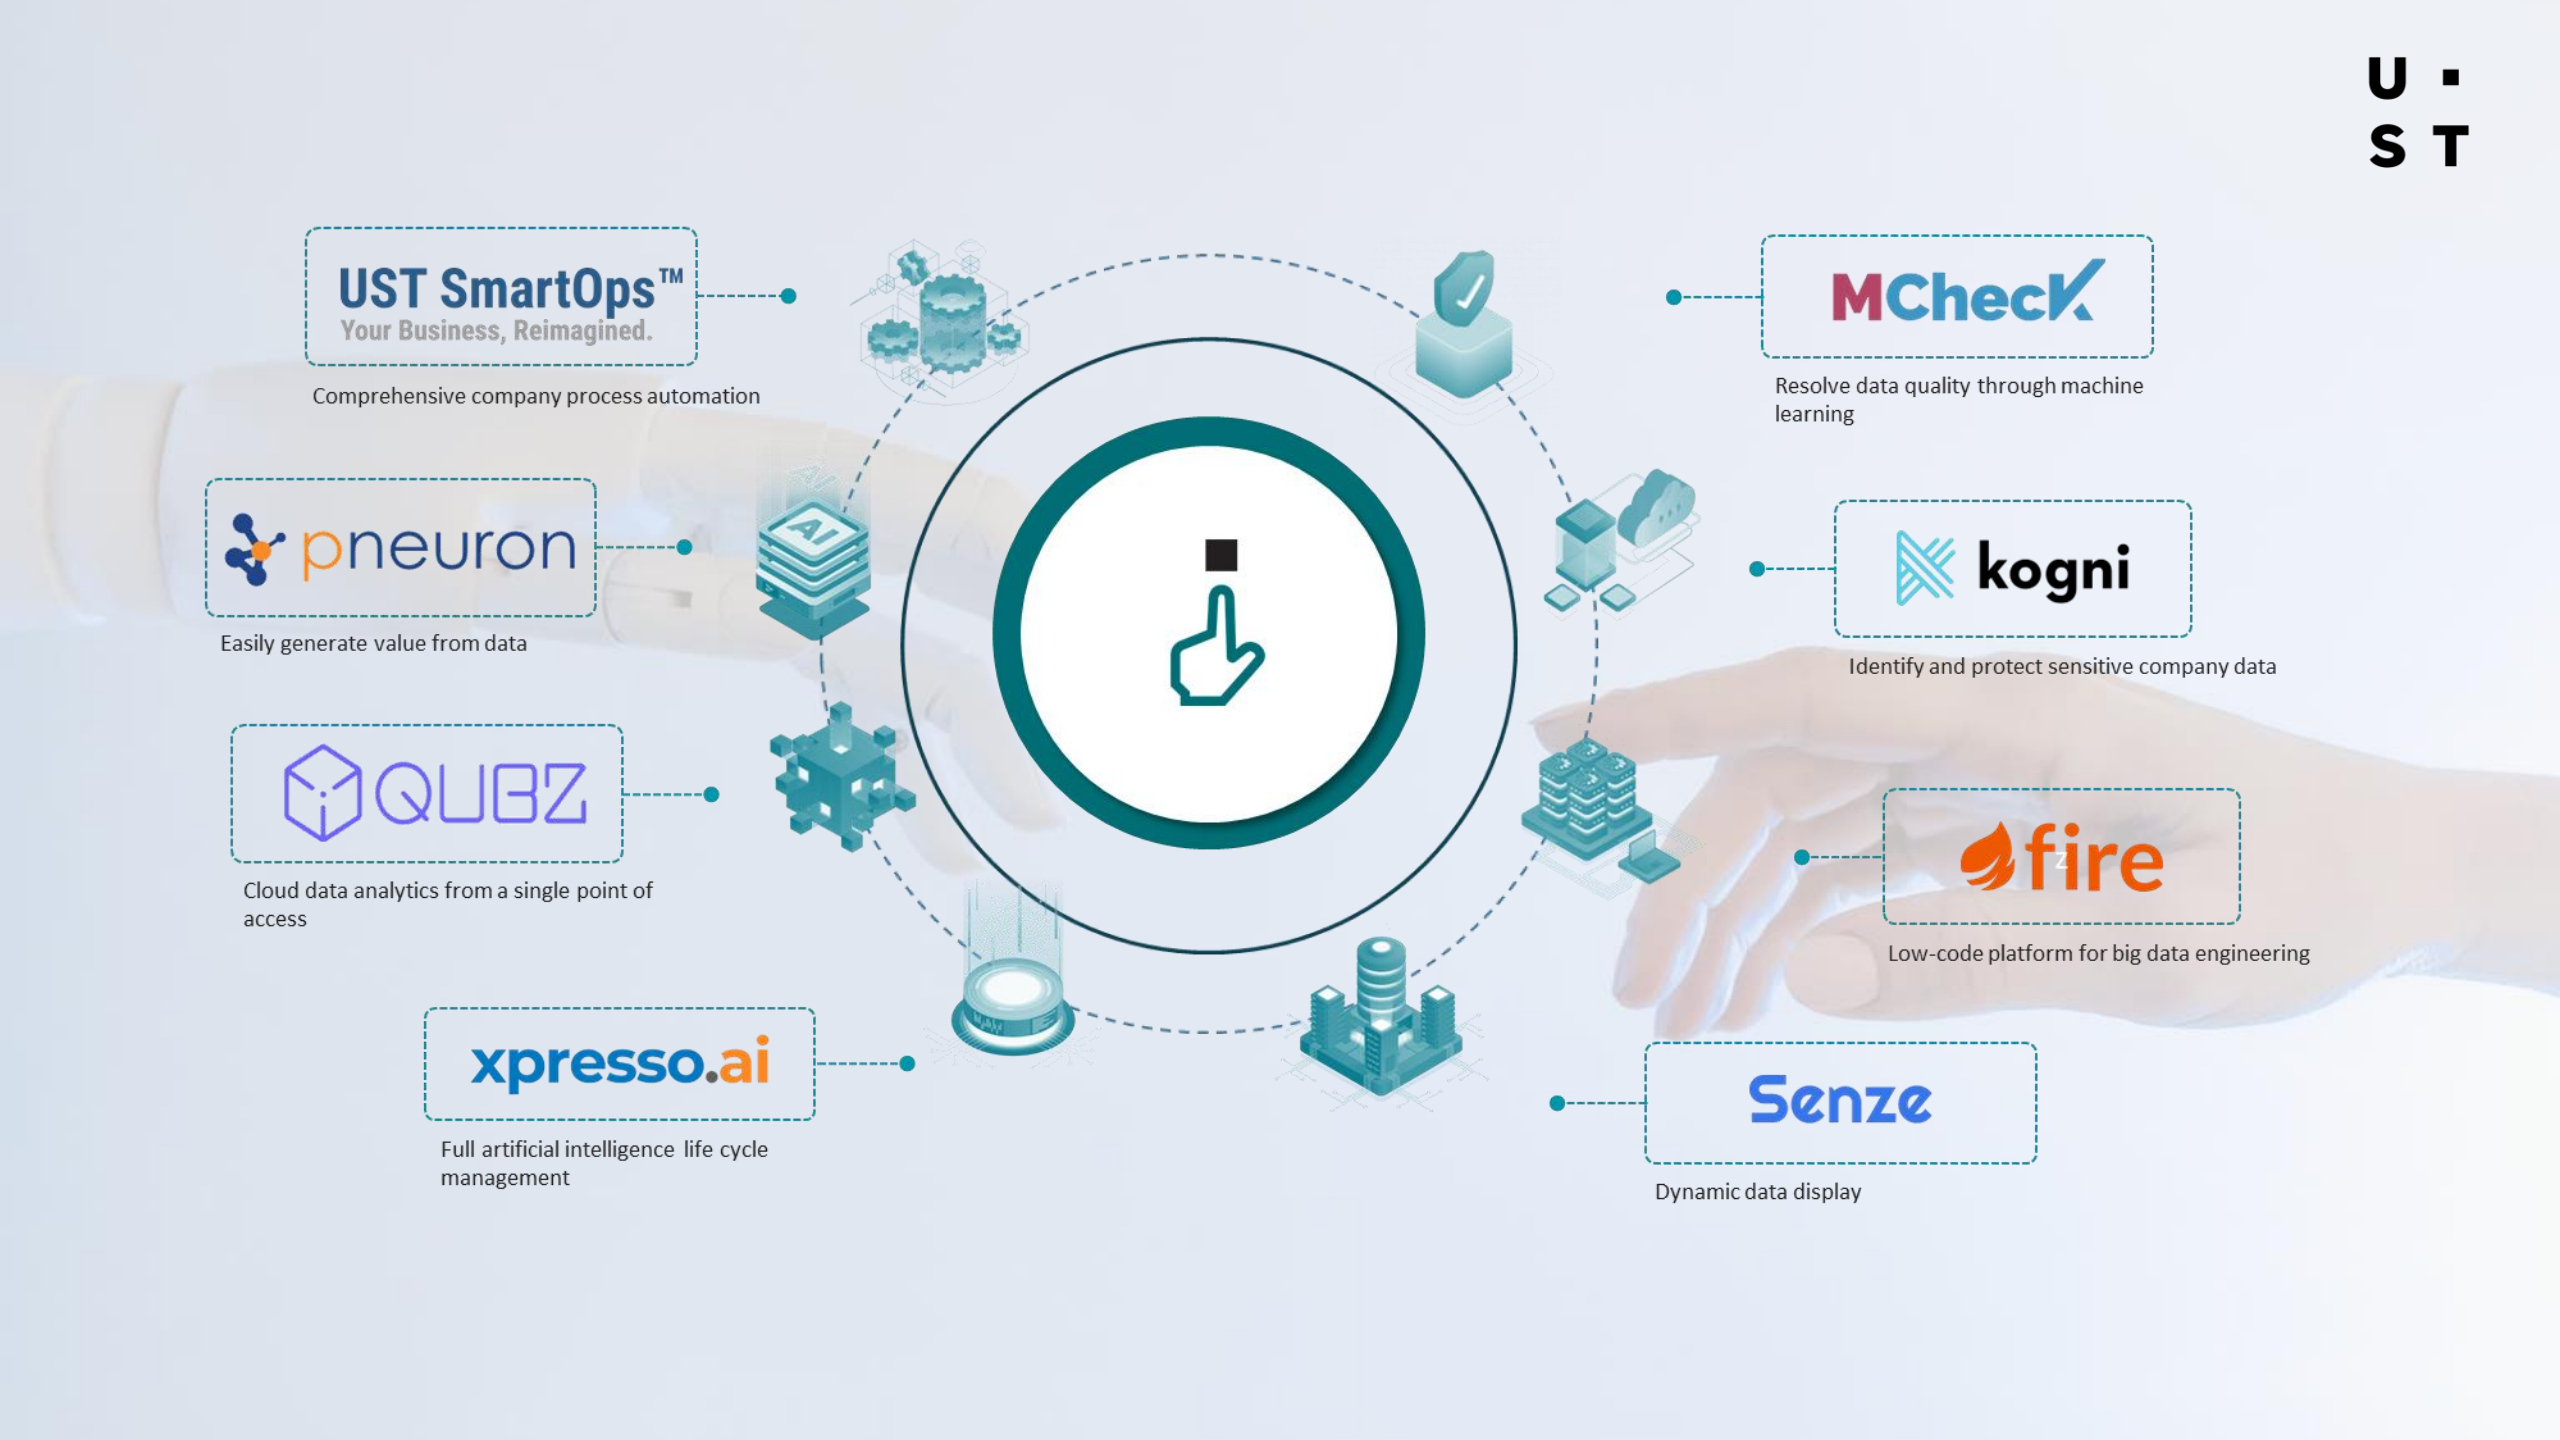 U ▪
S T
UST SmartOps™
Your Business, Reimagined.
Comprehensive company process automation
pneuron
Easily generate value from data
QUBZ
Cloud data analytics from a single point of
access
xpresso.ai
Full artificial intelligence life cycle
management
AI
AI
MCheck
Resolve data quality through machine
learning
kogni
Identify and protect sensitive company data
fire
z
Low-code platform for big data engineering
Senze
Dynamic data display